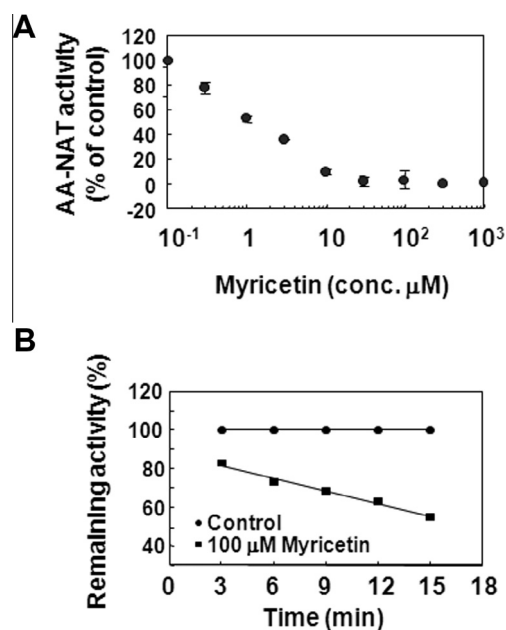 A
AA-NAT activity
(% of control)
120
100
80
60
40
20
0
-20
10⁻¹ 1 10 10² 10³
Myricetin (conc. μM)
B
Remaining activity (%)
120
100
80
60
40
Control
100 μM Myricetin
0 3 6 9 12 15 18
Time (min)